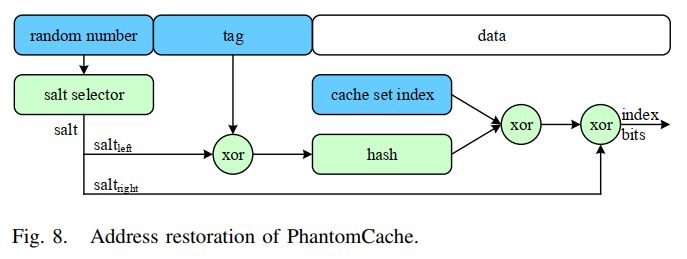 random number tag data
salt selector
cache set index
salt
salt_left
xor
hash
xor
xor
index
bits
salt_right
Fig. 8. Address restoration of PhantomCache.